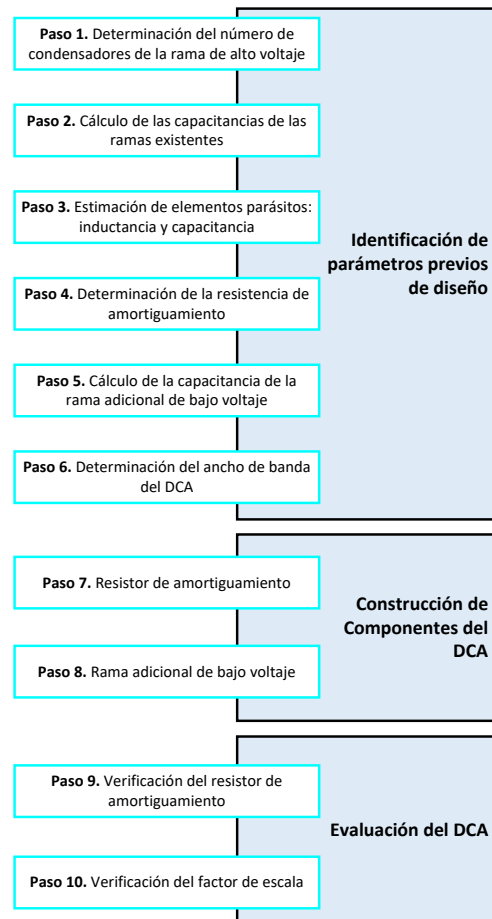 Paso 1. Determinación del número de
condensadores de la rama de alto voltaje
Paso 2. Cálculo de las capacitancias de las
ramas existentes
Paso 3. Estimación de elementos parásitos:
inductancia y capacitancia
Identificación de
parámetros previos
de diseño
Paso 4. Determinación de la resistencia de
amortiguamiento
Paso 5. Cálculo de la capacitancia de la
rama adicional de bajo voltaje
Paso 6. Determinación del ancho de banda
del DCA
Paso 7. Resistor de amortiguamiento
Construcción de
Componentes del
DCA
Paso 8. Rama adicional de bajo voltaje
Paso 9. Verificación del resistor de
amortiguamiento
Evaluación del DCA
Paso 10. Verificación del factor de escala